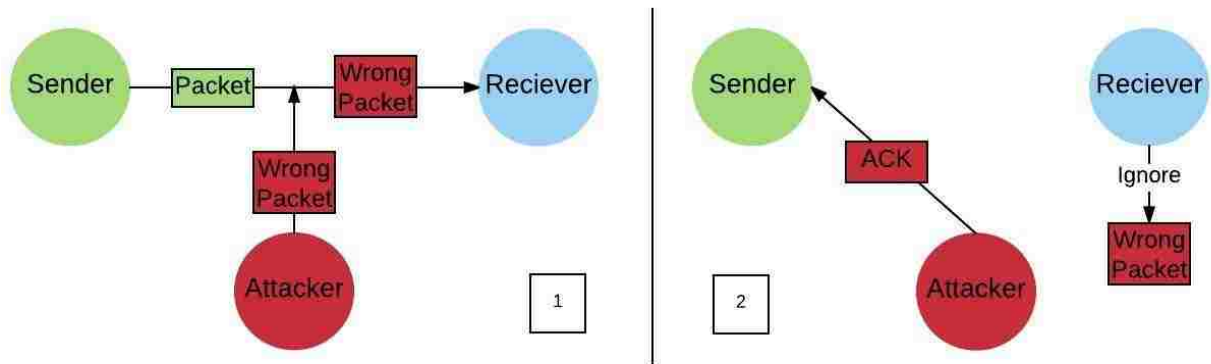 Sender
Packet
Wrong
Packet
Reciever
Wrong
Packet
Attacker
1
Sender
Reciever
ACK
Ignore
Wrong
Packet
Attacker
2